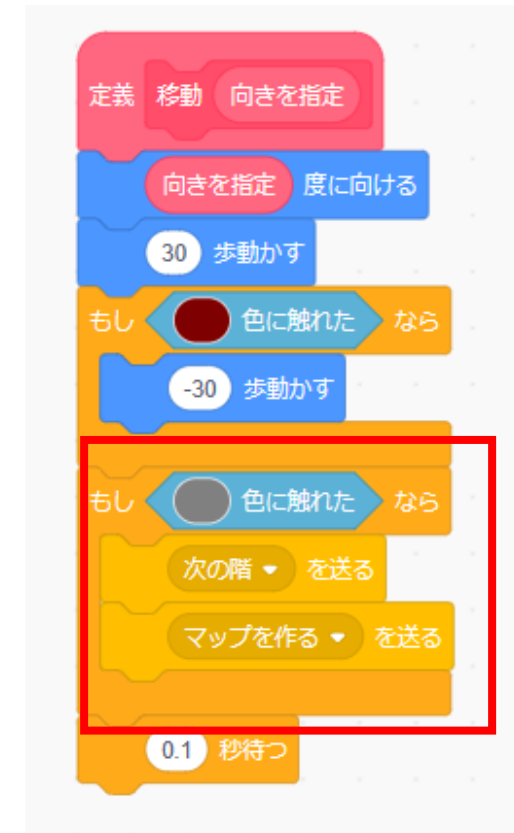 定義 移動 向きを指定
向きを指定 度に向ける
30 歩動かす
もし 色に触れた なら
-30 歩動かす
もし 色に触れた なら
次の階 を送る
マップを作る を送る
0.1 秒待つ